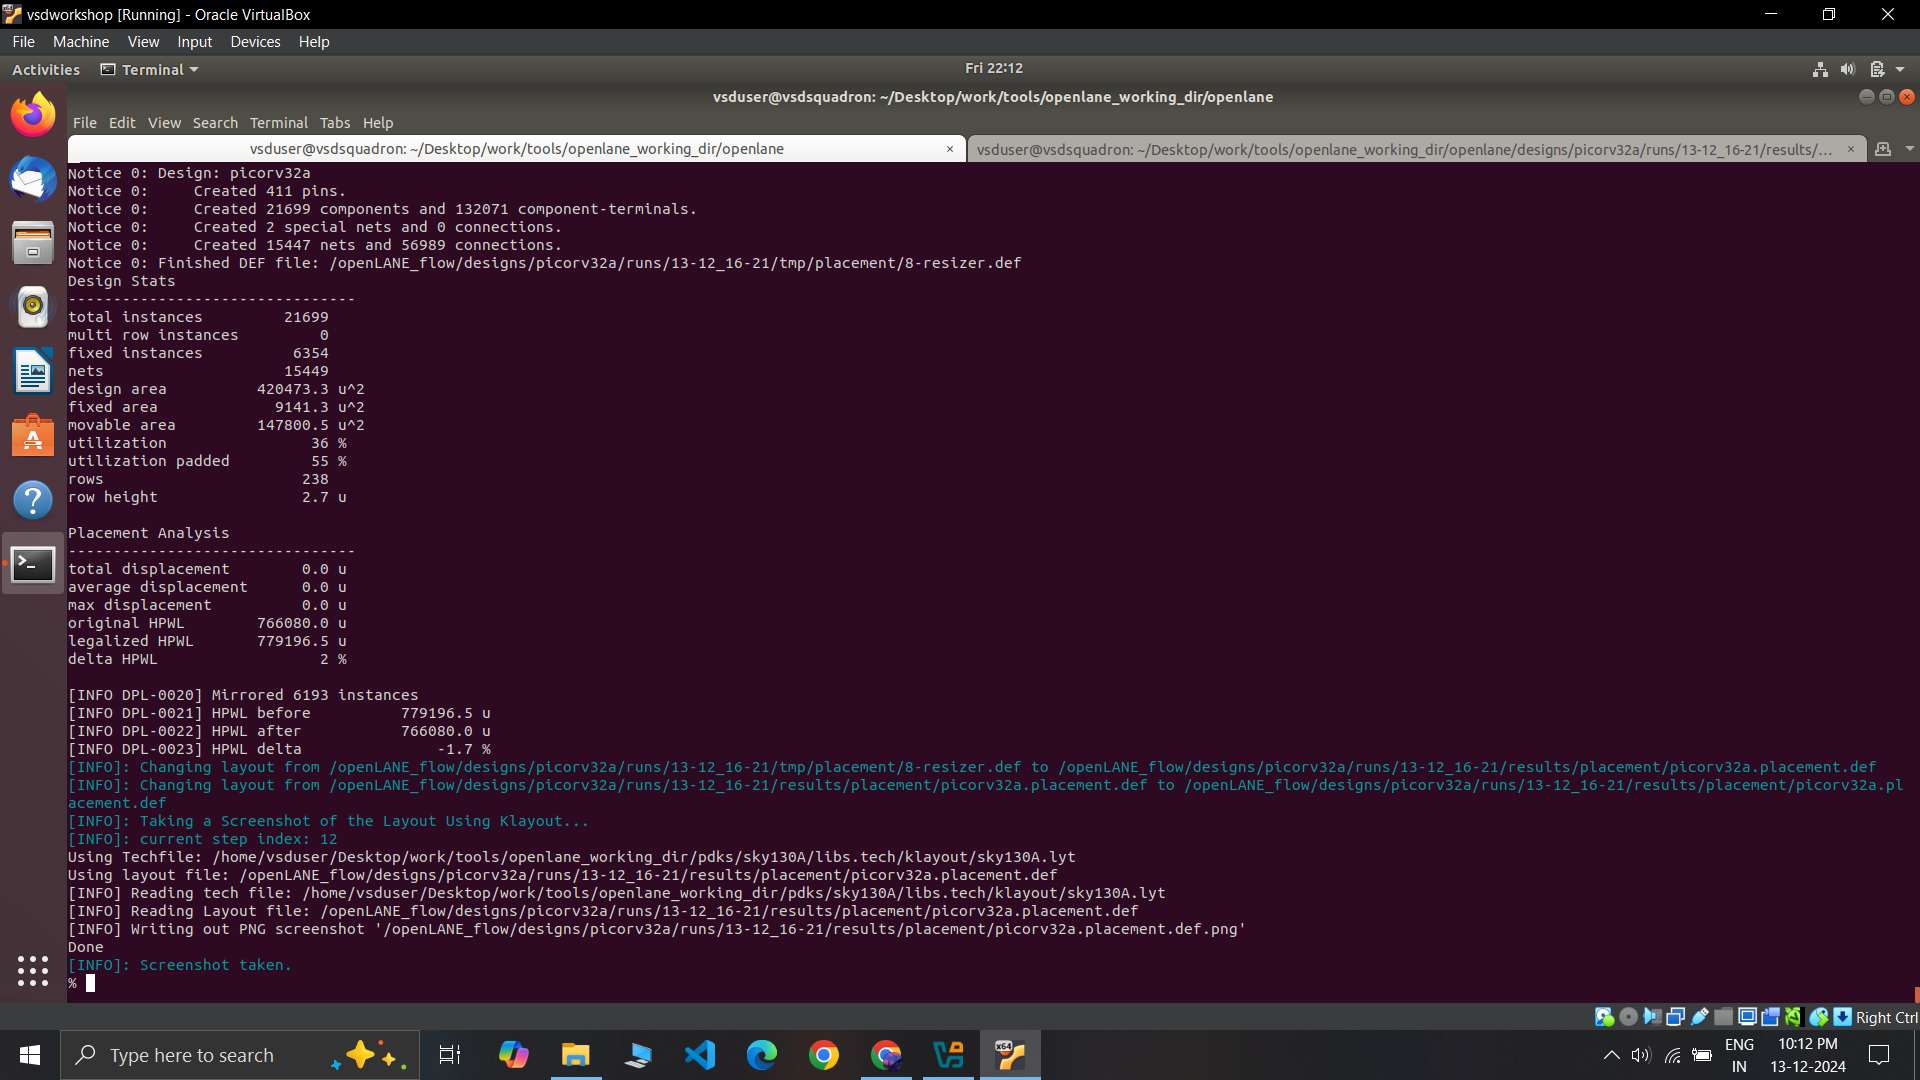 vsdworkshop [Running] - Oracle VirtualBox
File Machine View Input Devices Help
Activities Terminal Fri 22:12
vsduser@vsdsquadron: ~/Desktop/work/tools/openlane_working_dir/openlane
File Edit View Search Terminal Tabs Help
vsduser@vsdsquadron: ~/Desktop/work/tools/openlane_working_dir/openlane × vsduser@vsdsquadron: ~/Desktop/work/tools/openlane_working_dir/openlane/designs/picorv32a/runs/13-12_16-21/results/... ×
Notice 0: Design: picorv32a
Notice 0:     Created 411 pins.
Notice 0:     Created 21699 components and 132071 component-terminals.
Notice 0:     Created 2 special nets and 0 connections.
Notice 0:     Created 15447 nets and 56989 connections.
Notice 0: Finished DEF file: /openLANE_flow/designs/picorv32a/runs/13-12_16-21/tmp/placement/8-resizer.def
Design Stats
--------------------------------
total instances         21699
multi row instances         0
fixed instances          6354
nets                    15449
design area          420473.3 u^2
fixed area             9141.3 u^2
movable area         147800.5 u^2
utilization                36 %
utilization padded         55 %
rows                      238
row height                2.7 u
Placement Analysis
--------------------------------
total displacement        0.0 u
average displacement      0.0 u
max displacement          0.0 u
original HPWL        766080.0 u
legalized HPWL       779196.5 u
delta HPWL                  2 %
[INFO DPL-0020] Mirrored 6193 instances
[INFO DPL-0021] HPWL before          779196.5 u
[INFO DPL-0022] HPWL after           766080.0 u
[INFO DPL-0023] HPWL delta               -1.7 %
[INFO]: Changing layout from /openLANE_flow/designs/picorv32a/runs/13-12_16-21/tmp/placement/8-resizer.def to /openLANE_flow/designs/picorv32a/runs/13-12_16-21/results/placement/picorv32a.placement.def
[INFO]: Changing layout from /openLANE_flow/designs/picorv32a/runs/13-12_16-21/results/placement/picorv32a.placement.def to /openLANE_flow/designs/picorv32a/runs/13-12_16-21/results/placement/picorv32a.pl
acement.def
[INFO]: Taking a Screenshot of the Layout Using Klayout...
[INFO]: current step index: 12
Using Techfile: /home/vsduser/Desktop/work/tools/openlane_working_dir/pdks/sky130A/libs.tech/klayout/sky130A.lyt
Using layout file: /openLANE_flow/designs/picorv32a/runs/13-12_16-21/results/placement/picorv32a.placement.def
[INFO] Reading tech file: /home/vsduser/Desktop/work/tools/openlane_working_dir/pdks/sky130A/libs.tech/klayout/sky130A.lyt
[INFO] Reading Layout file: /openLANE_flow/designs/picorv32a/runs/13-12_16-21/results/placement/picorv32a.placement.def
[INFO] Writing out PNG screenshot '/openLANE_flow/designs/picorv32a/runs/13-12_16-21/results/placement/picorv32a.placement.def.png'
Done
[INFO]: Screenshot taken.
%
Right Ctrl
Type here to search
x64
ENG
IN
10:12 PM
13-12-2024